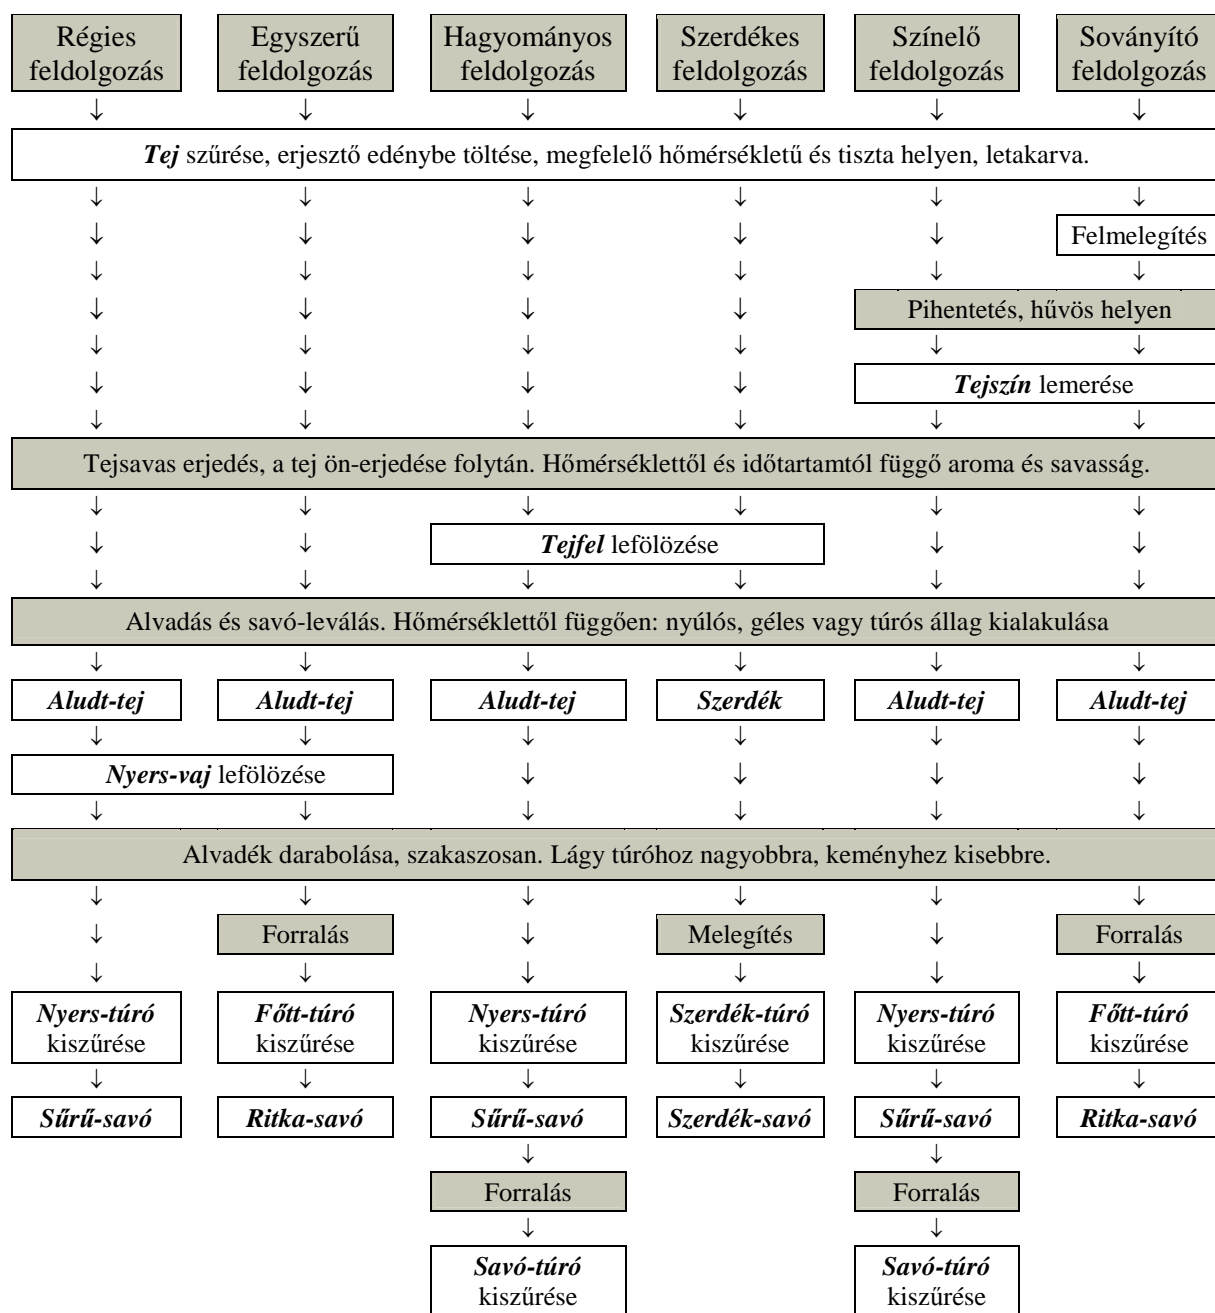 Régies Egyszerű Hagyományos Szerdékes Színelő Soványító
feldolgozás feldolgozás feldolgozás feldolgozás feldolgozás feldolgozás
↓ ↓ ↓ ↓ ↓ ↓
Tej szűrése, erjesztő edénybe töltése, megfelelő hőmérsékletű és tiszta helyen, letakarva.
↓ ↓ ↓ ↓ ↓ ↓
↓ ↓ ↓ ↓ ↓ Felmelegítés
↓ ↓ ↓ ↓ ↓ ↓
↓ ↓ ↓ ↓ Pihentetés, hűvös helyen
↓ ↓ ↓ ↓ ↓ ↓
↓ ↓ ↓ ↓ Tejszín lemerése
↓ ↓ ↓ ↓ ↓ ↓
Tejsavas erjedés, a tej ön-erjedése folytán. Hőmérséklettől és időtartamtól függő aroma és savasság.
↓ ↓ ↓ ↓ ↓ ↓
↓ ↓ Tejfel lefölözése ↓ ↓
↓ ↓ ↓ ↓ ↓ ↓
Alvadás és savó-leválás. Hőmérséklettől függően: nyúlós, géles vagy túrós állag kialakulása
↓ ↓ ↓ ↓ ↓ ↓
Aludt-tej Aludt-tej Aludt-tej Szerdék Aludt-tej Aludt-tej
↓ ↓ ↓ ↓ ↓ ↓
Nyers-vaj lefölözése ↓ ↓ ↓ ↓
↓ ↓ ↓ ↓ ↓ ↓
Alvadék darabolása, szakaszosan. Lágy túróhoz nagyobbra, keményhez kisebbre.
↓ ↓ ↓ ↓ ↓ ↓
↓ Forralás ↓ Melegítés ↓ Forralás
↓ ↓ ↓ ↓ ↓ ↓
Nyers-túró Főtt-túró Nyers-túró Szerdék-túró Nyers-túró Főtt-túró
kiszűrése kiszűrése kiszűrése kiszűrése kiszűrése kiszűrése
↓ ↓ ↓ ↓ ↓ ↓
Sűrű-savó Ritka-savó Sűrű-savó Szerdék-savó Sűrű-savó Ritka-savó
↓ ↓
Forralás Forralás
↓ ↓
Savó-túró Savó-túró
kiszűrése kiszűrése